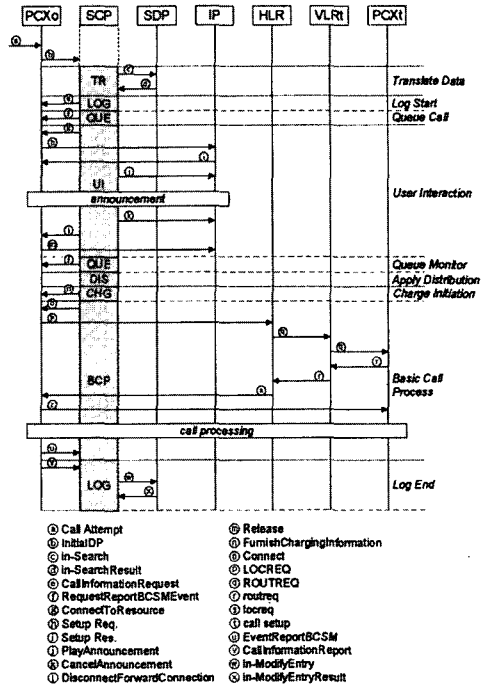 PCXo SCP SDP IP HLR VLRt PCXt
a
b
c
TR Translate Data
d
e LOG Log Start
f QUE Queue Call
g
h
i
j
UI User Interaction
announcement
k
l
m
f QUE Queue Monitor
DIS Apply Distribution
n CHG Charge Initiation
o
p
q
q
r
r
BCP Basic Call
Process
s
t
call processing
u
v
w
LOG Log End
x
ⓐ Call Attempt
ⓑ InitialDP
ⓒ in-Search
ⓓ in-SearchResult
ⓔ CallInformationRequest
ⓕ RequestReportBCSMEvent
ⓖ ConnectToResource
ⓗ Setup Req.
ⓘ Setup Res.
ⓙ PlayAnnouncement
ⓚ CancelAnnouncement
ⓛ DisconnectForwardConnection
ⓜ Release
ⓝ FurnishChargingInformation
ⓞ Connect
ⓟ LOCREQ
ⓠ ROUTREQ
ⓡ routreq
ⓢ locreq
ⓣ call setup
ⓤ EventReportBCSM
ⓥ CallInformationReport
ⓦ in-ModifyEntry
ⓧ in-ModifyEntryResult